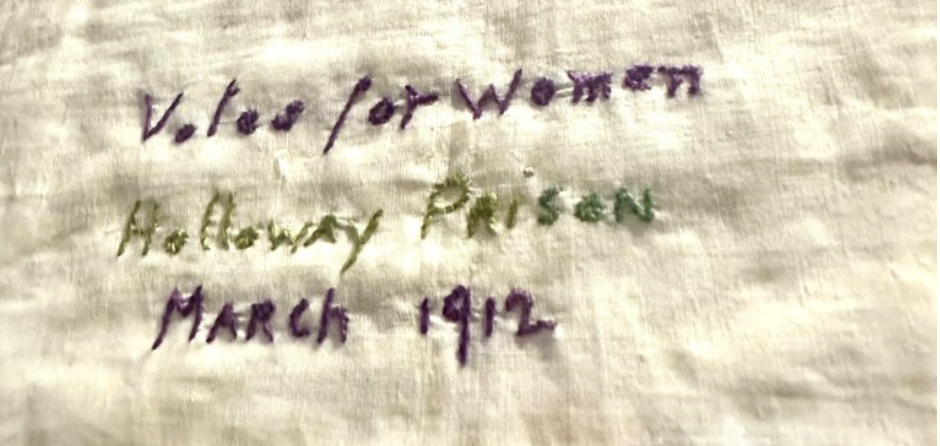 Votes for Women
Holloway PRISON
MARCh 1912